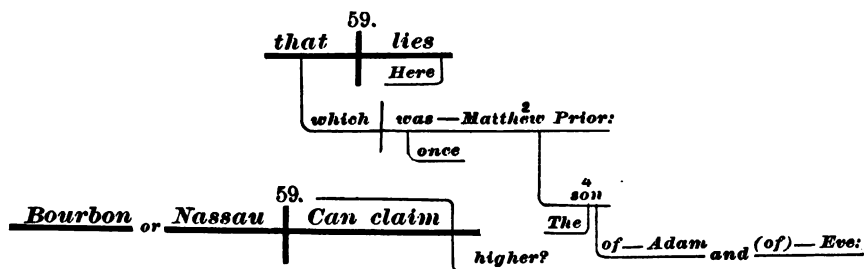 59.
that lies
Here
which was — Matthew Prior:
2
once
4
son
59.
Bourbon or Nassau Can claim
The
of — Adam and (of) — Eve:
higher?